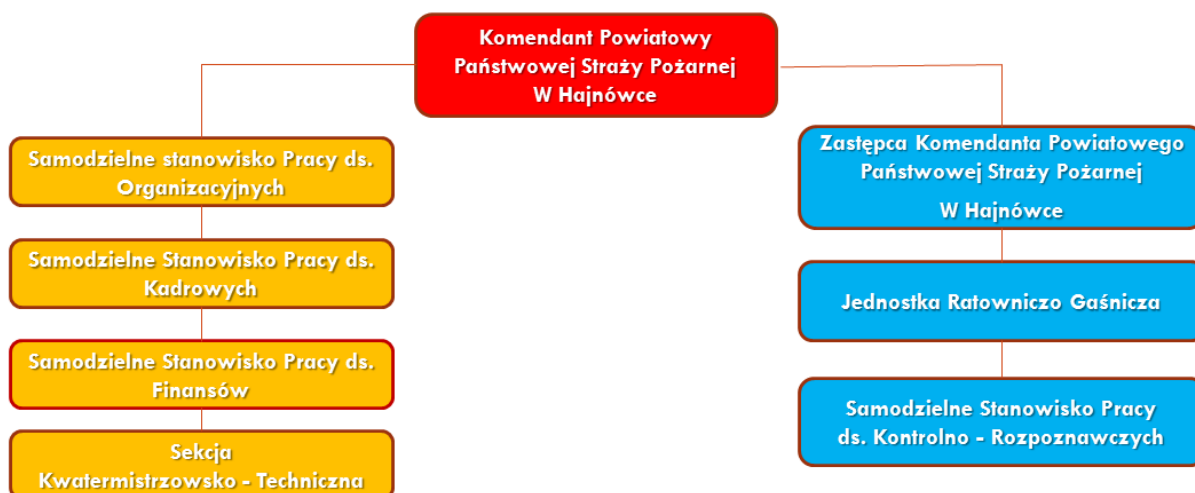 Komendant Powiatowy
Państwowej Straży Pożarnej
W Hajnówce
Samodzielne stanowisko Pracy ds.
Organizacyjnych
Samodzielne Stanowisko Pracy ds.
Kadrowych
Samodzielne Stanowisko Pracy ds.
Finansów
Sekcja
Kwatermistrzowsko - Techniczna
Zastępca Komendanta Powiatowego
Państwowej Straży Pożarnej
W Hajnówce
Jednostka Ratowniczo Gaśnicza
Samodzielne Stanowisko Pracy
ds. Kontrolno - Rozpoznawczych